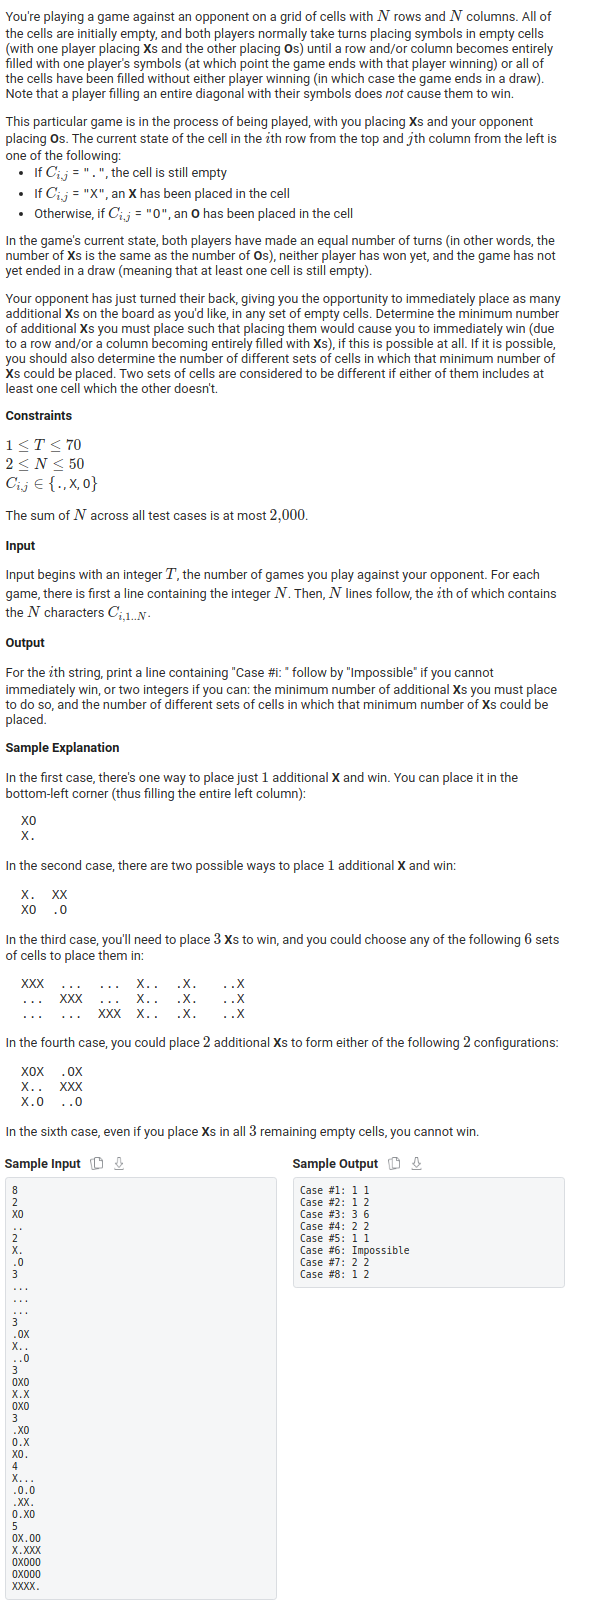 You're playing a game against an opponent on a grid of cells with N rows and N columns. All of
the cells are initially empty, and both players normally take turns placing symbols in empty cells
(with one player placing Xs and the other placing Os) until a row and/or column becomes entirely
filled with one player's symbols (at which point the game ends with that player winning) or all of
the cells have been filled without either player winning (in which case the game ends in a draw).
Note that a player filling an entire diagonal with their symbols does not cause them to win.
This particular game is in the process of being played, with you placing Xs and your opponent
placing Os. The current state of the cell in the ith row from the top and jth column from the left is
one of the following:
• If C_{i,j} = ".", the cell is still empty
• If C_{i,j} = "X", an X has been placed in the cell
• Otherwise, if C_{i,j} = "O", an O has been placed in the cell
In the game's current state, both players have made an equal number of turns (in other words, the
number of Xs is the same as the number of Os), neither player has won yet, and the game has not
yet ended in a draw (meaning that at least one cell is still empty).
Your opponent has just turned their back, giving you the opportunity to immediately place as many
additional Xs on the board as you'd like, in any set of empty cells. Determine the minimum number
of additional Xs you must place such that placing them would cause you to immediately win (due
to a row and/or a column becoming entirely filled with Xs), if this is possible at all. If it is possible,
you should also determine the number of different sets of cells in which that minimum number of
Xs could be placed. Two sets of cells are considered to be different if either of them includes at
least one cell which the other doesn't.
Constraints
1 ≤ T ≤ 70
2 ≤ N ≤ 50
C_{i,j} ∈ {., X, O}
The sum of N across all test cases is at most 2,000.
Input
Input begins with an integer T, the number of games you play against your opponent. For each
game, there is first a line containing the integer N. Then, N lines follow, the ith of which contains
the N characters C_{i,1..N}.
Output
For the ith string, print a line containing "Case #i: " follow by "Impossible" if you cannot
immediately win, or two integers if you can: the minimum number of additional Xs you must place
to do so, and the number of different sets of cells in which that minimum number of Xs could be
placed.
Sample Explanation
In the first case, there's one way to place just 1 additional X and win. You can place it in the
bottom-left corner (thus filling the entire left column):
XO
X.
In the second case, there are two possible ways to place 1 additional X and win:
X. XX
XO .O
In the third case, you'll need to place 3 Xs to win, and you could choose any of the following 6 sets
of cells to place them in:
XXX ... ... X.. .X. ..X
... XXX ... X.. .X. ..X
... ... XXX X.. .X. ..X
In the fourth case, you could place 2 additional Xs to form either of the following 2 configurations:
XOX .OX
X.. XXX
X.O ..O
In the sixth case, even if you place Xs in all 3 remaining empty cells, you cannot win.
Sample Input
8
2
XO
..
2
X.
.O
3
...
...
...
3
.OX
X..
..O
3
OXO
X.X
OXO
3
.XO
O.X
XO.
4
X...
.O.O
.XX.
O.XO
5
OX.OO
X.XXX
OXOOO
OXOOO
XXXX.
Sample Output
Case #1: 1 1
Case #2: 1 2
Case #3: 3 6
Case #4: 2 2
Case #5: 1 1
Case #6: Impossible
Case #7: 2 2
Case #8: 1 2